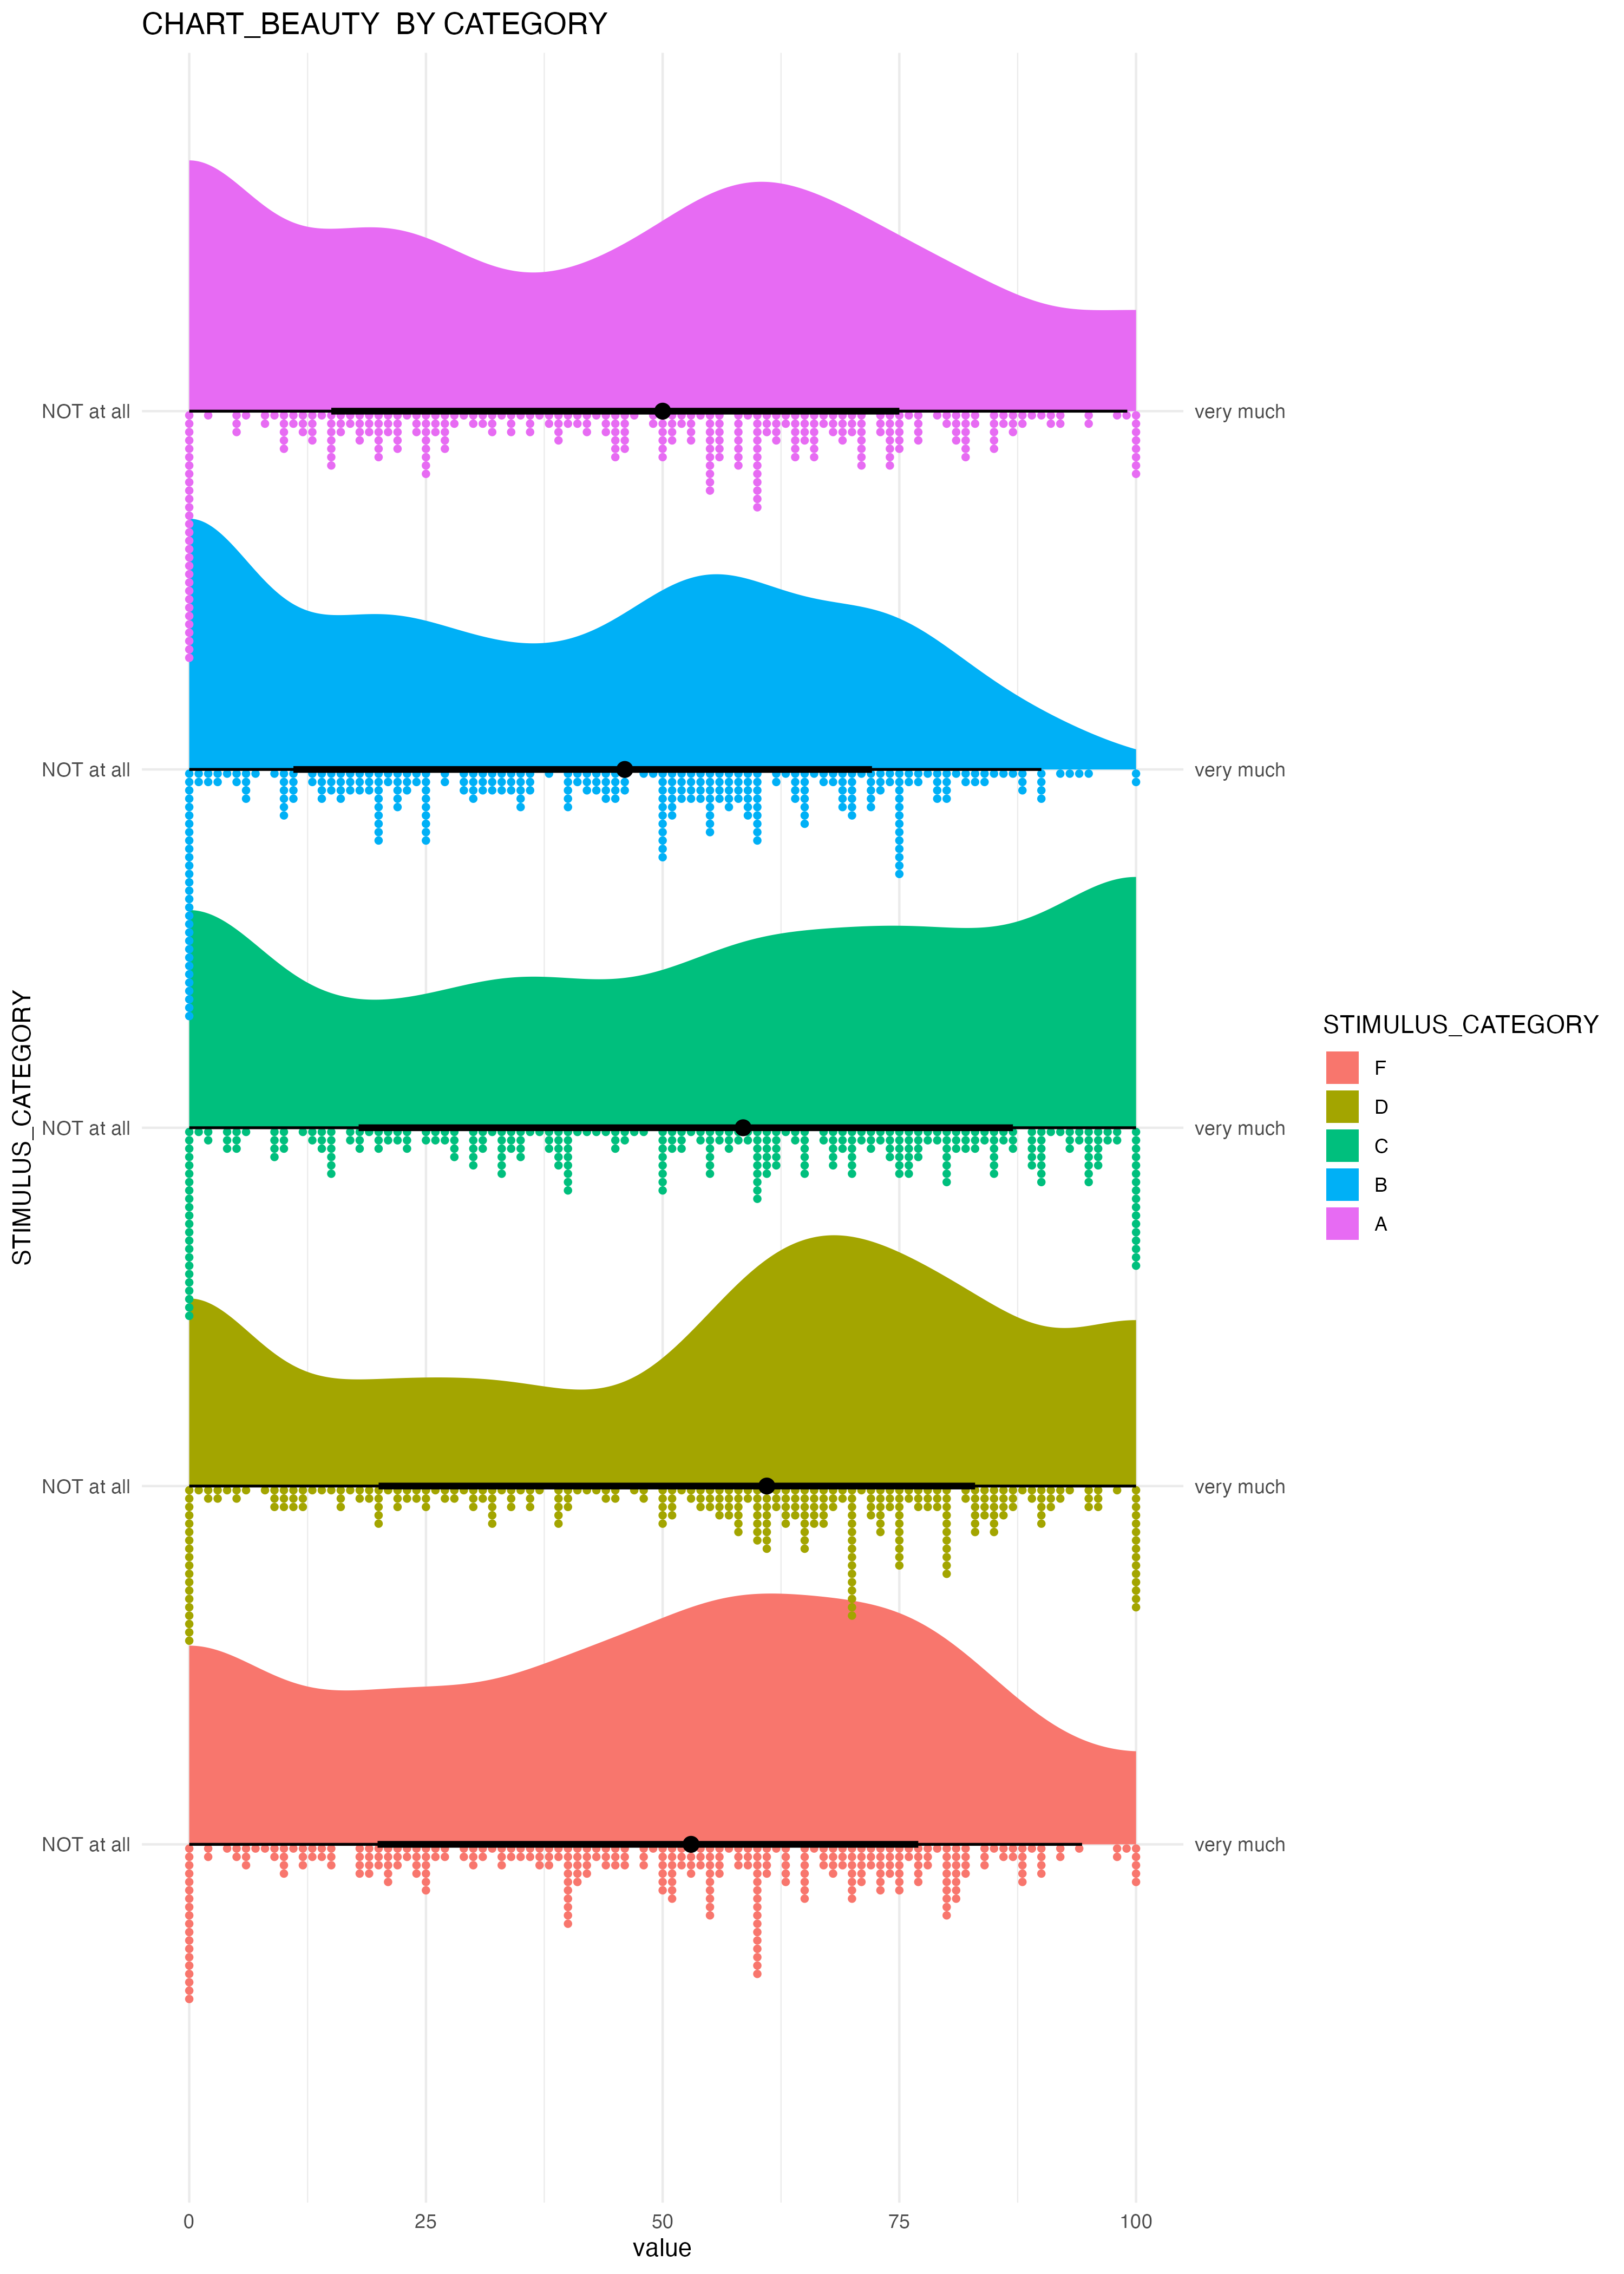 CHART_BEAUTY  BY CATEGORY
NOT at all
very much
NOT at all
very much
NOT at all
very much
NOT at all
very much
NOT at all
very much
STIMULUS_CATEGORY
0
25
50
75
100
value
STIMULUS_CATEGORY
F
D
C
B
A